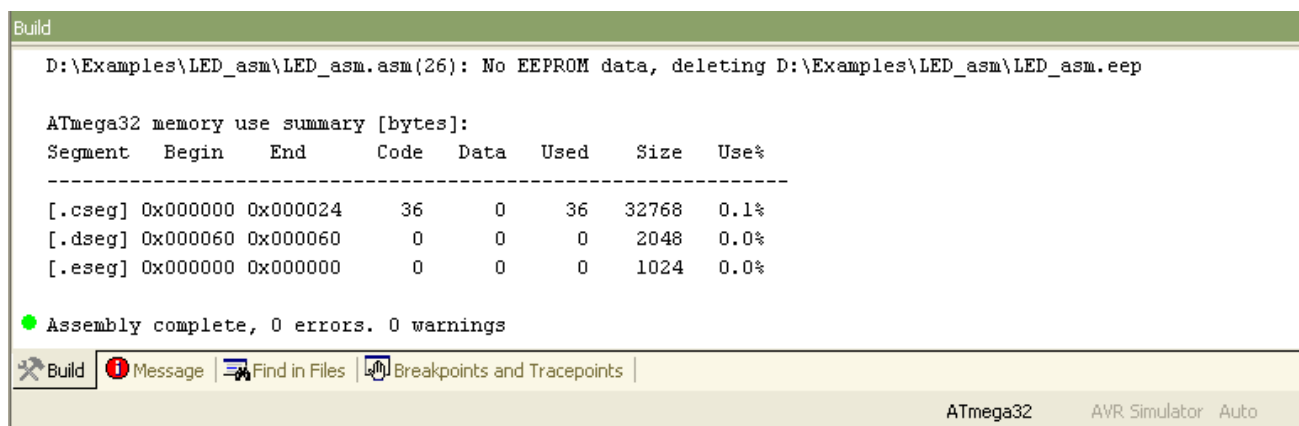 Build
D:\Examples\LED_asm\LED_asm.asm(26): No EEPROM data, deleting D:\Examples\LED_asm\LED_asm.eep
ATmega32 memory use summary [bytes]:
Segment Begin End Code Data Used Size Use%
---------------------------------------------------------------
[.cseg] 0x000000 0x000024 36 0 36 32768 0.1%
[.dseg] 0x000060 0x000060 0 0 0 2048 0.0%
[.eseg] 0x000000 0x000000 0 0 0 1024 0.0%
Assembly complete, 0 errors. 0 warnings
Build Message Find in Files Breakpoints and Tracepoints
ATmega32 AVR Simulator Auto